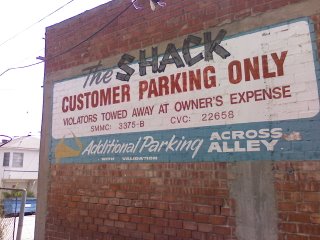 The SHACK
CUSTOMER PARKING ONLY
VIOLATORS TOWED AWAY AT OWNER'S EXPENSE
SMMC: 3375-B CVC: 22658
Additional Parking ACROSS ALLEY
WITH VALIDATION